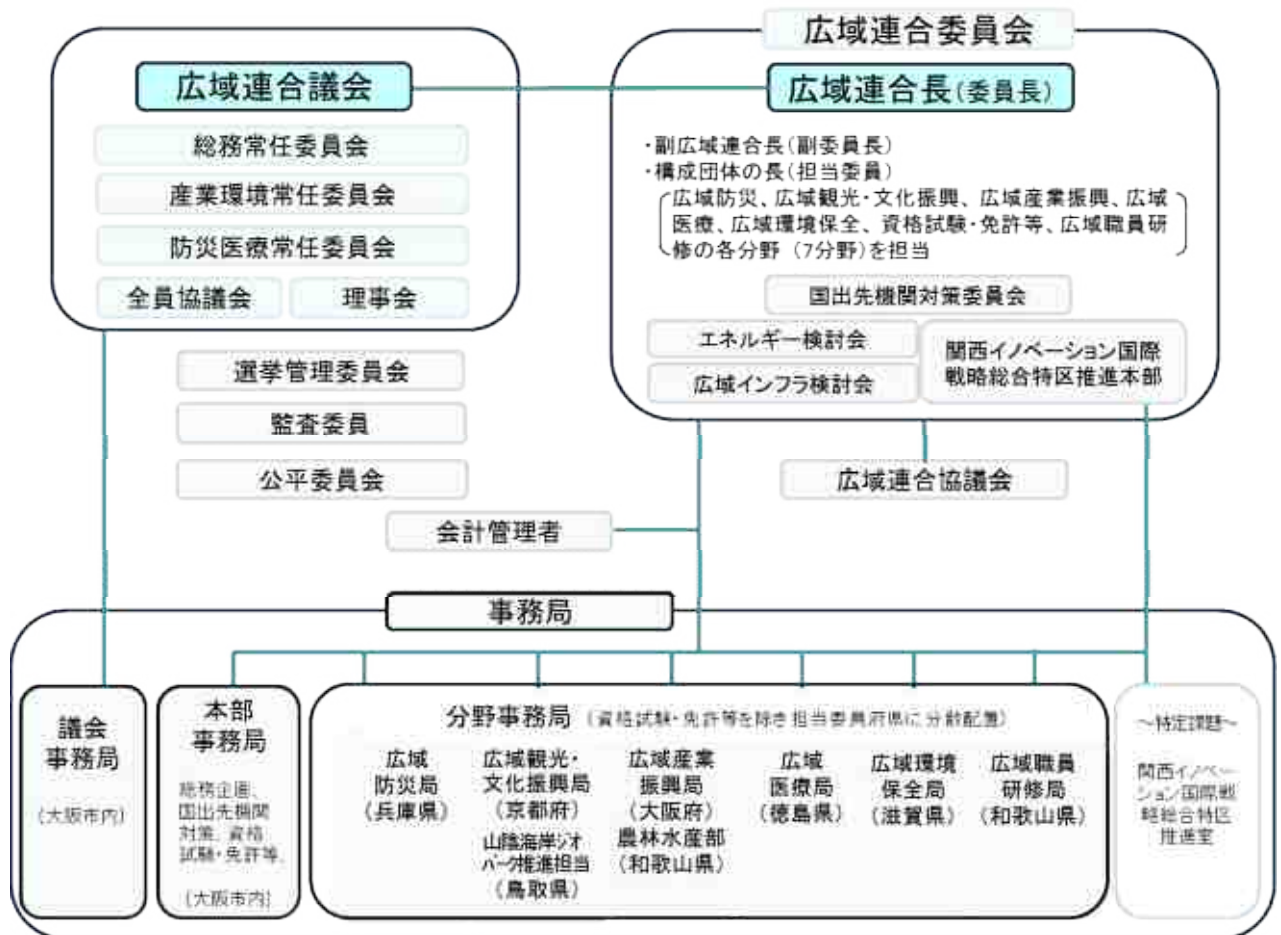 広域連合議会
総務常任委員会
産業環境常任委員会
防災医療常任委員会
全員協議会
理事会
選挙管理委員会
監査委員
公平委員会
会計管理者
広域連合委員会
広域連合長(委員長)
・副広域連合長(副委員長)
・構成団体の長(担当委員)
広域防災、広域観光・文化振興、広域産業振興、広域
医療、広域環境保全、資格試験・免許等、広域職員研
修の各分野 (7分野)を担当
国出先機関対策委員会
エネルギー検討会
広域インフラ検討会
関西イノベーション国際
戦略総合特区推進本部
広域連合協議会
事務局
議会
事務局
(大阪市内)
本部
事務局
総務企画、
国出先機関
対策、資格
試験・免許等、
(大阪市内)
分野事務局 (資格試験・免許等を除き担当委員府県に分散配置)
広域
防災局
(兵庫県)
広域観光・
文化振興局
(京都府)
山陰海岸ジオ
パーク推進担当
(鳥取県)
広域産業
振興局
(大阪府)
農林水産部
(和歌山県)
広域
医療局
(徳島県)
広域環境
保全局
(滋賀県)
広域職員
研修局
(和歌山県)
～特定課題～
関西イノベー
ション国際戦
略総合特区
推進室